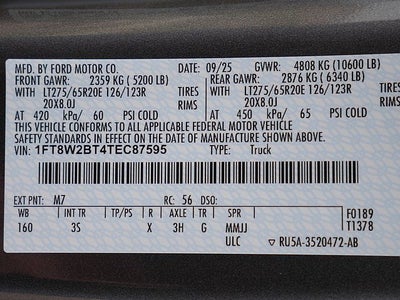 MFD. BY FORD MOTOR CO. 09/25 GVWR: 4808 KG (10600 LB)
FRONT GAWR: 2359 KG ( 5200 LB) REAR GAWR: 2876 KG ( 6340 LB)
WITH LT275/65R20E 126/123R TIRES WITH LT275/65R20E 126/123R TIRES
20X8.0J RIMS 20X8.0J RIMS
AT 420 kPa/ 60 PSI COLD AT 450 kPa/ 65 PSI COLD
THIS VEHICLE CONFORMS TO ALL APPLICABLE FEDERAL MOTOR VEHICLE
SAFETY STANDARDS IN EFFECT ON THE DATE OF MANUFACTURE SHOWN ABOVE.
VIN: 1FT8W2BT4TEC87595 TYPE: Truck
EXT PNT: M7 RC: 56 DSO:
WB INT TR TP/PS R AXLE TR SPR F0189
160 3S X 3H G MMJJ T1378
ULC ▽ RU5A-3520472-AB